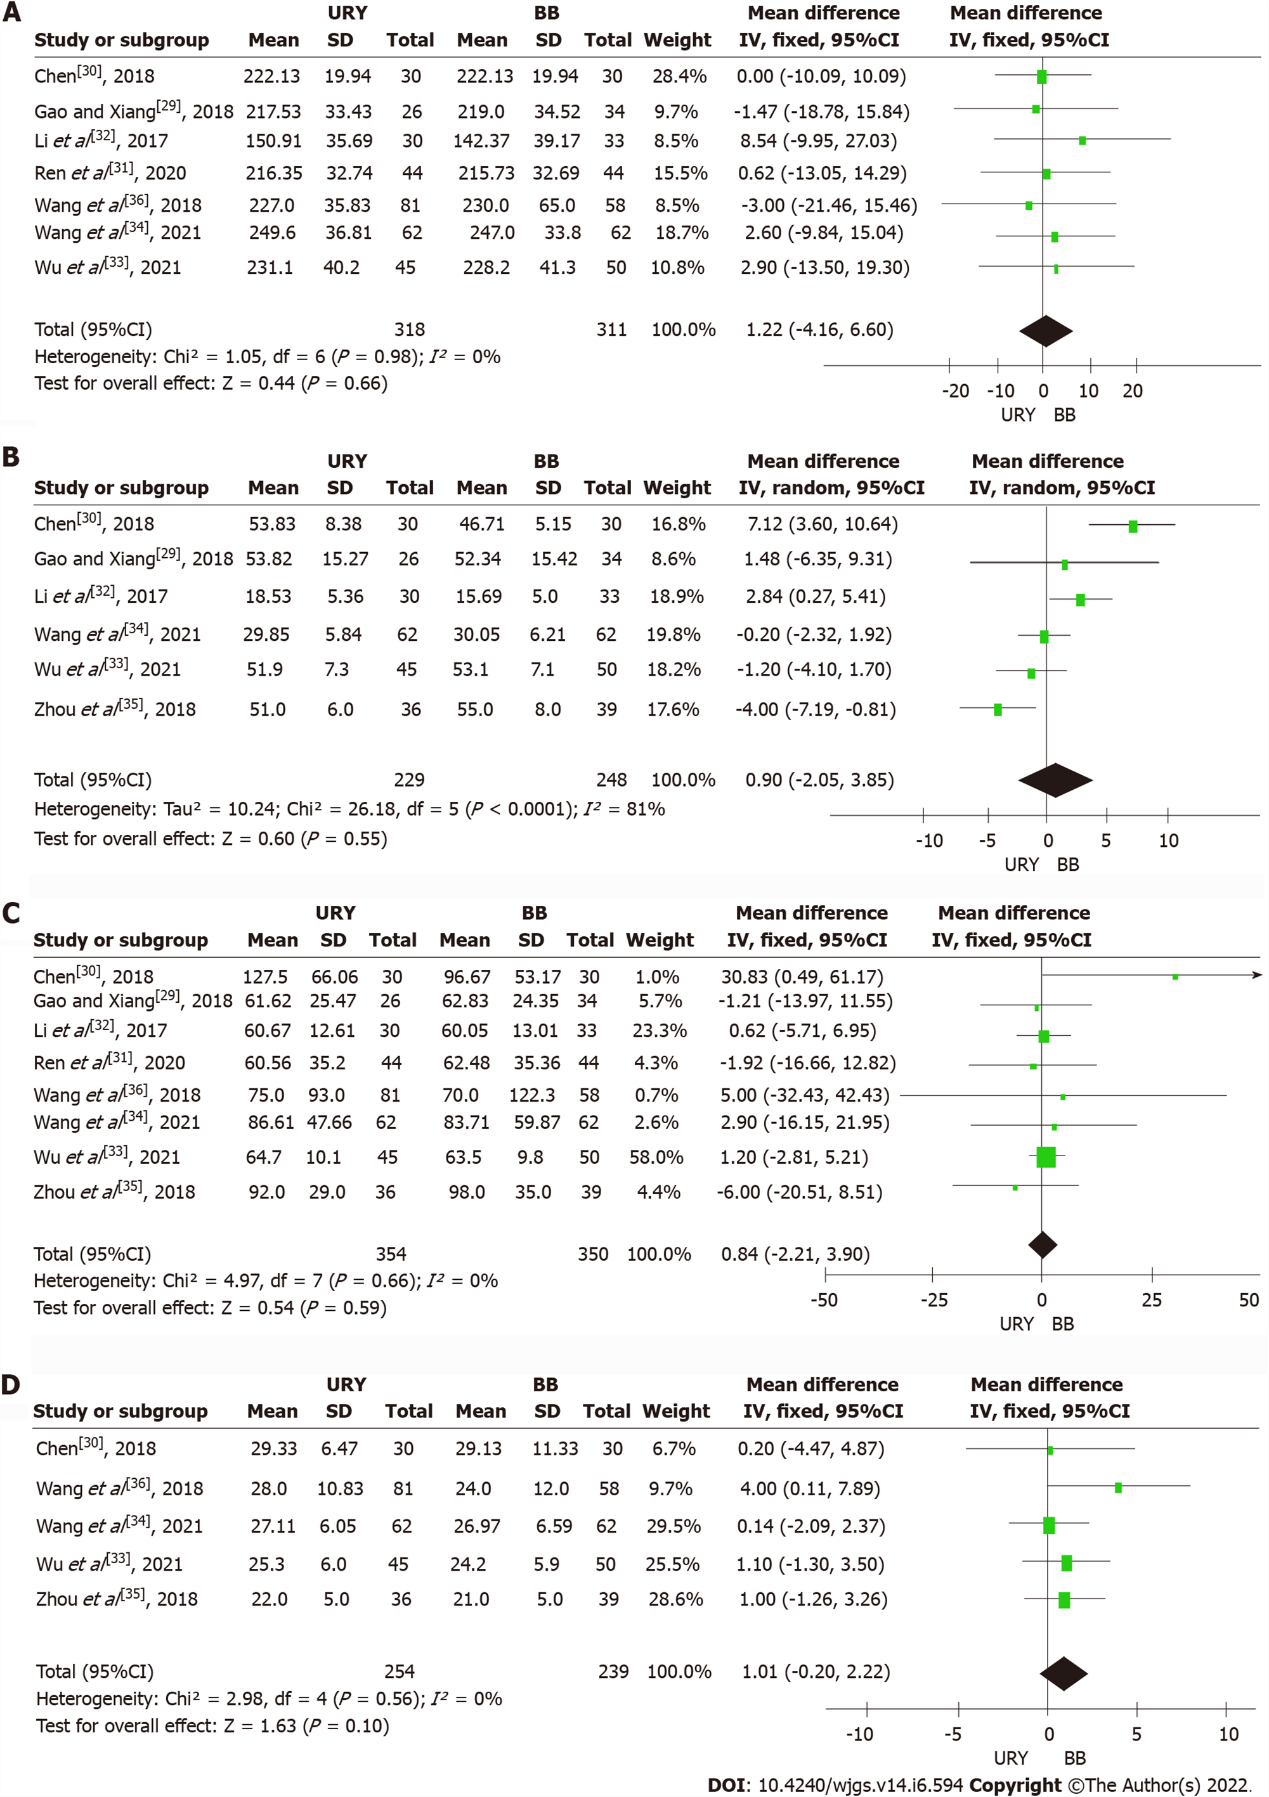 A URY BB Mean difference Mean difference
Study or subgroup Mean SD Total Mean SD Total Weight IV, fixed, 95%CI IV, fixed, 95%CI
Chen[30], 2018 222.13 19.94 30 222.13 19.94 30 28.4% 0.00 (-10.09, 10.09)
Gao and Xiang[29], 2018 217.53 33.43 26 219.0 34.52 34 9.7% -1.47 (-18.78, 15.84)
Li et al[32], 2017 150.91 35.69 30 142.37 39.17 33 8.5% 8.54 (-9.95, 27.03)
Ren et al[31], 2020 216.35 32.74 44 215.73 32.69 44 15.5% 0.62 (-13.05, 14.29)
Wang et al[36], 2018 227.0 35.83 81 230.0 65.0 58 8.5% -3.00 (-21.46, 15.46)
Wang et al[34], 2021 249.6 36.81 62 247.0 33.8 62 18.7% 2.60 (-9.84, 15.04)
Wu et al[33], 2021 231.1 40.2 45 228.2 41.3 50 10.8% 2.90 (-13.50, 19.30)
Total (95%CI) 318 311 100.0% 1.22 (-4.16, 6.60)
Heterogeneity: Chi² = 1.05, df = 6 (P = 0.98); I² = 0%
Test for overall effect: Z = 0.44 (P = 0.66)
-20 -10 0 10 20
URY BB
B URY BB Mean difference Mean difference
Study or subgroup Mean SD Total Mean SD Total Weight IV, random, 95%CI IV, random, 95%CI
Chen[30], 2018 53.83 8.38 30 46.71 5.15 30 16.8% 7.12 (3.60, 10.64)
Gao and Xiang[29], 2018 53.82 15.27 26 52.34 15.42 34 8.6% 1.48 (-6.35, 9.31)
Li et al[32], 2017 18.53 5.36 30 15.69 5.0 33 18.9% 2.84 (0.27, 5.41)
Wang et al[34], 2021 29.85 5.84 62 30.05 6.21 62 19.8% -0.20 (-2.32, 1.92)
Wu et al[33], 2021 51.9 7.3 45 53.1 7.1 50 18.2% -1.20 (-4.10, 1.70)
Zhou et al[35], 2018 51.0 6.0 36 55.0 8.0 39 17.6% -4.00 (-7.19, -0.81)
Total (95%CI) 229 248 100.0% 0.90 (-2.05, 3.85)
Heterogeneity: Tau² = 10.24; Chi² = 26.18, df = 5 (P < 0.0001); I² = 81%
Test for overall effect: Z = 0.60 (P = 0.55)
-10 -5 0 5 10
URY BB
C URY BB Mean difference Mean difference
Study or subgroup Mean SD Total Mean SD Total Weight IV, fixed, 95%CI IV, fixed, 95%CI
Chen[30], 2018 127.5 66.06 30 96.67 53.17 30 1.0% 30.83 (0.49, 61.17)
Gao and Xiang[29], 2018 61.62 25.47 26 62.83 24.35 34 5.7% -1.21 (-13.97, 11.55)
Li et al[32], 2017 60.67 12.61 30 60.05 13.01 33 23.3% 0.62 (-5.71, 6.95)
Ren et al[31], 2020 60.56 35.2 44 62.48 35.36 44 4.3% -1.92 (-16.66, 12.82)
Wang et al[36], 2018 75.0 93.0 81 70.0 122.3 58 0.7% 5.00 (-32.43, 42.43)
Wang et al[34], 2021 86.61 47.66 62 83.71 59.87 62 2.6% 2.90 (-16.15, 21.95)
Wu et al[33], 2021 64.7 10.1 45 63.5 9.8 50 58.0% 1.20 (-2.81, 5.21)
Zhou et al[35], 2018 92.0 29.0 36 98.0 35.0 39 4.4% -6.00 (-20.51, 8.51)
Total (95%CI) 354 350 100.0% 0.84 (-2.21, 3.90)
Heterogeneity: Chi² = 4.97, df = 7 (P = 0.66); I² = 0%
Test for overall effect: Z = 0.54 (P = 0.59)
-50 -25 0 25 50
URY BB
D URY BB Mean difference Mean difference
Study or subgroup Mean SD Total Mean SD Total Weight IV, fixed, 95%CI IV, fixed, 95%CI
Chen[30], 2018 29.33 6.47 30 29.13 11.33 30 6.7% 0.20 (-4.47, 4.87)
Wang et al[36], 2018 28.0 10.83 81 24.0 12.0 58 9.7% 4.00 (0.11, 7.89)
Wang et al[34], 2021 27.11 6.05 62 26.97 6.59 62 29.5% 0.14 (-2.09, 2.37)
Wu et al[33], 2021 25.3 6.0 45 24.2 5.9 50 25.5% 1.10 (-1.30, 3.50)
Zhou et al[35], 2018 22.0 5.0 36 21.0 5.0 39 28.6% 1.00 (-1.26, 3.26)
Total (95%CI) 254 239 100.0% 1.01 (-0.20, 2.22)
Heterogeneity: Chi² = 2.98, df = 4 (P = 0.56); I² = 0%
Test for overall effect: Z = 1.63 (P = 0.10)
-10 -5 0 5 10
URY BB
DOI: 10.4240/wjgs.v14.i6.594 Copyright ©The Author(s) 2022.